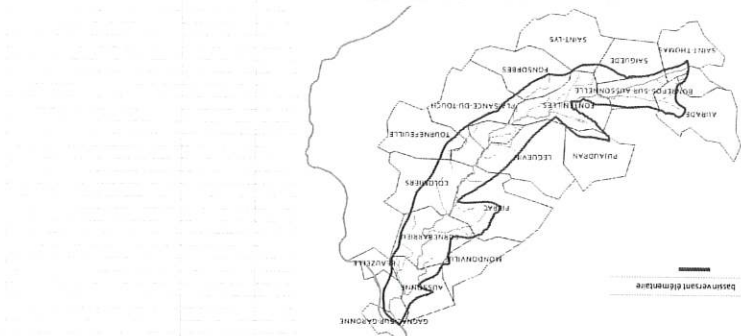 GAGNAC-SUR-GARONNE
bassin versant élémentaire
AUSSONNE
MONDONVILLE
BEAUZELLE
CORNEBARRIEU
PIBRAC
COLOMIERS
PUJAUDRAN
LEGUEVIN
TOURNEFEUILLE
AURADE
FONTENILLES
PLAISANCE-DU-TOUCH
BONREPOS-SUR-AUSSONNELLE
FONSORBES
SAIGUEDE
SAINT-THOMAS
SAINT-LYS